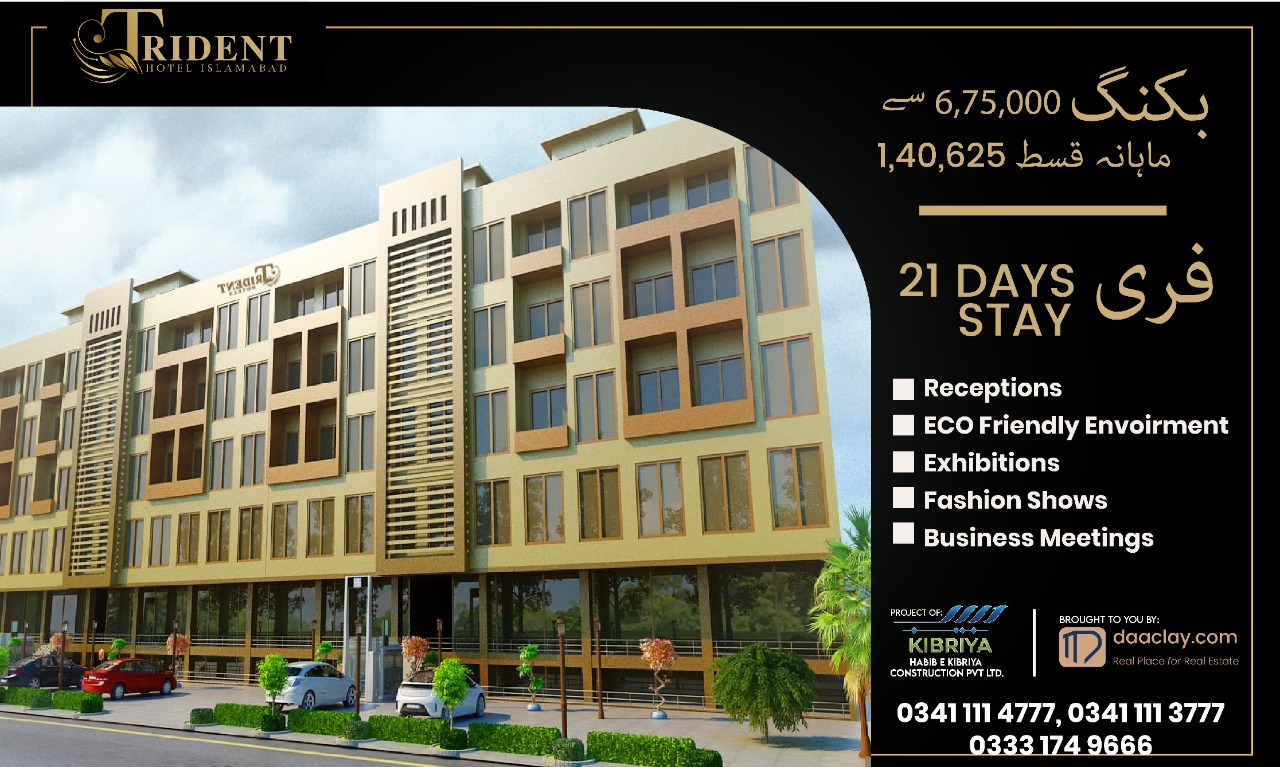 TRIDENT
HOTEL ISLAMABAD
بکنگ 6,75,000 سے
ماہانہ قسط 1,40,625
فری 21 DAYS
STAY
Receptions
ECO Friendly Envoirment
Exhibitions
Fashion Shows
Business Meetings
TRIDENT
HOTELS
PROJECT OF:
KIBRIYA
HABIB E KIBRIYA
CONSTRUCTION PVT LTD.
BROUGHT TO YOU BY:
daaclay.com
Real Place for Real Estate
0341 111 4777, 0341 111 3777
0333 174 9666